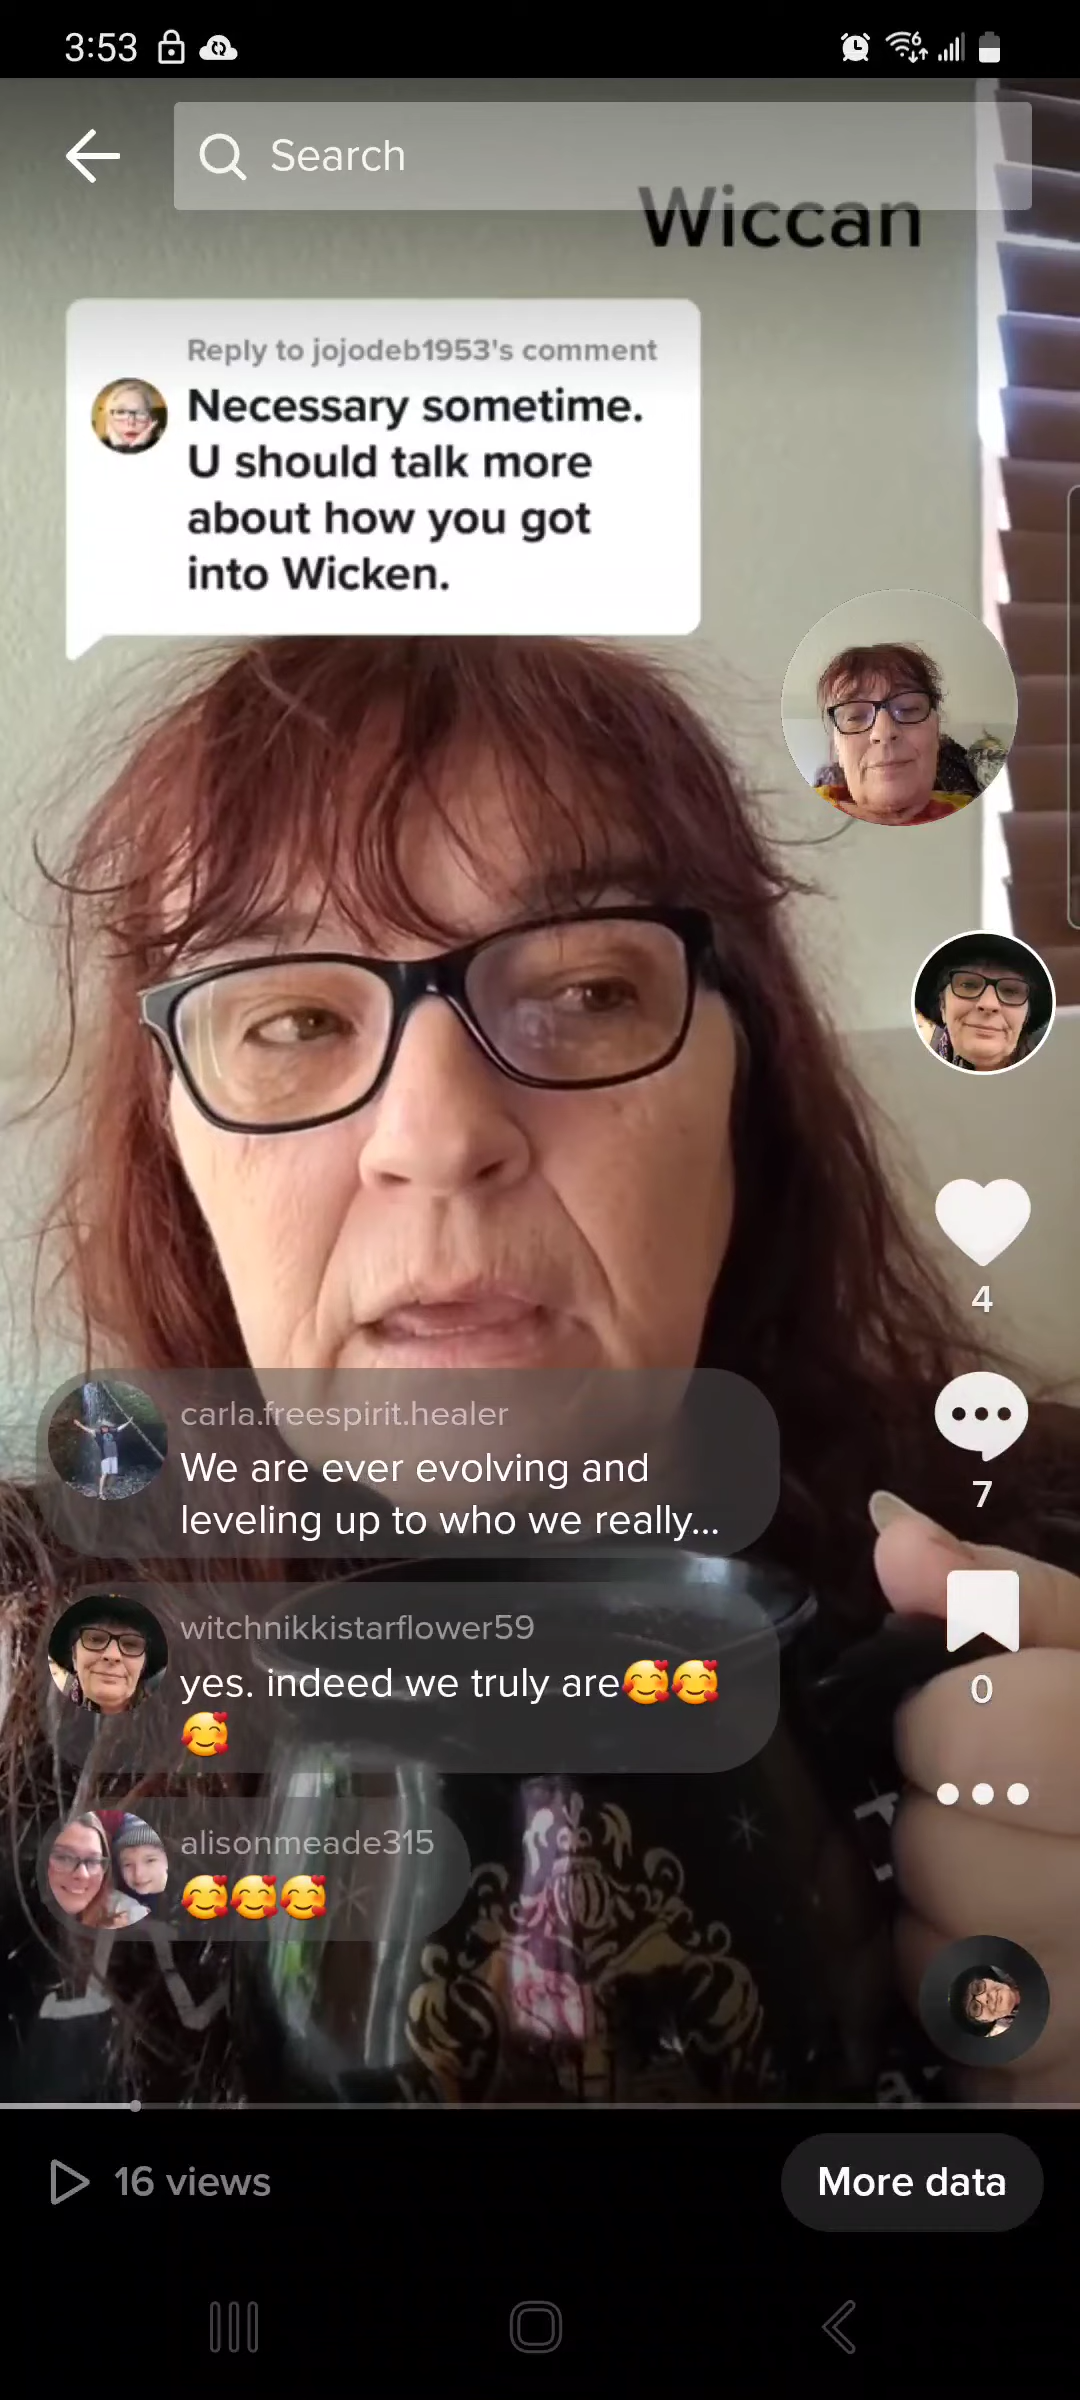 3:53
Search
Wiccan
Reply to jojodeb1953's comment
Necessary sometime.
U should talk more
about how you got
into Wicken.
4
carla.freespirit.healer
We are ever evolving and
leveling up to who we really...
7
witchnikkistarflower59
yes. indeed we truly are🥰🥰
🥰
0
alisonmeade315
🥰🥰🥰
16 views
More data